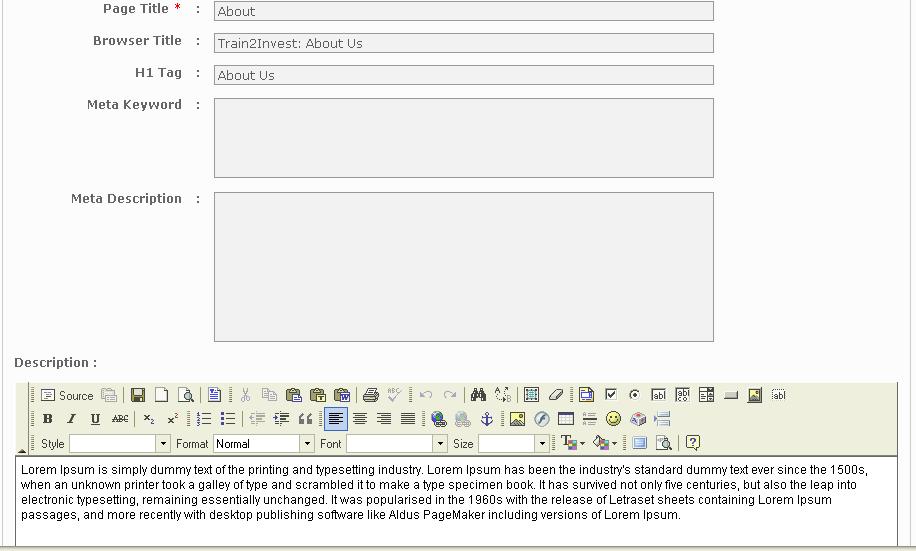 Page Title * : About
Browser Title : Train2Invest: About Us
H1 Tag : About Us
Meta Keyword :
Meta Description :
Description :
Source
Style Format Normal Font Size
Lorem Ipsum is simply dummy text of the printing and typesetting industry. Lorem Ipsum has been the industry's standard dummy text ever since the 1500s,
when an unknown printer took a galley of type and scrambled it to make a type specimen book. It has survived not only five centuries, but also the leap into
electronic typesetting, remaining essentially unchanged. It was popularised in the 1960s with the release of Letraset sheets containing Lorem Ipsum
passages, and more recently with desktop publishing software like Aldus PageMaker including versions of Lorem Ipsum.